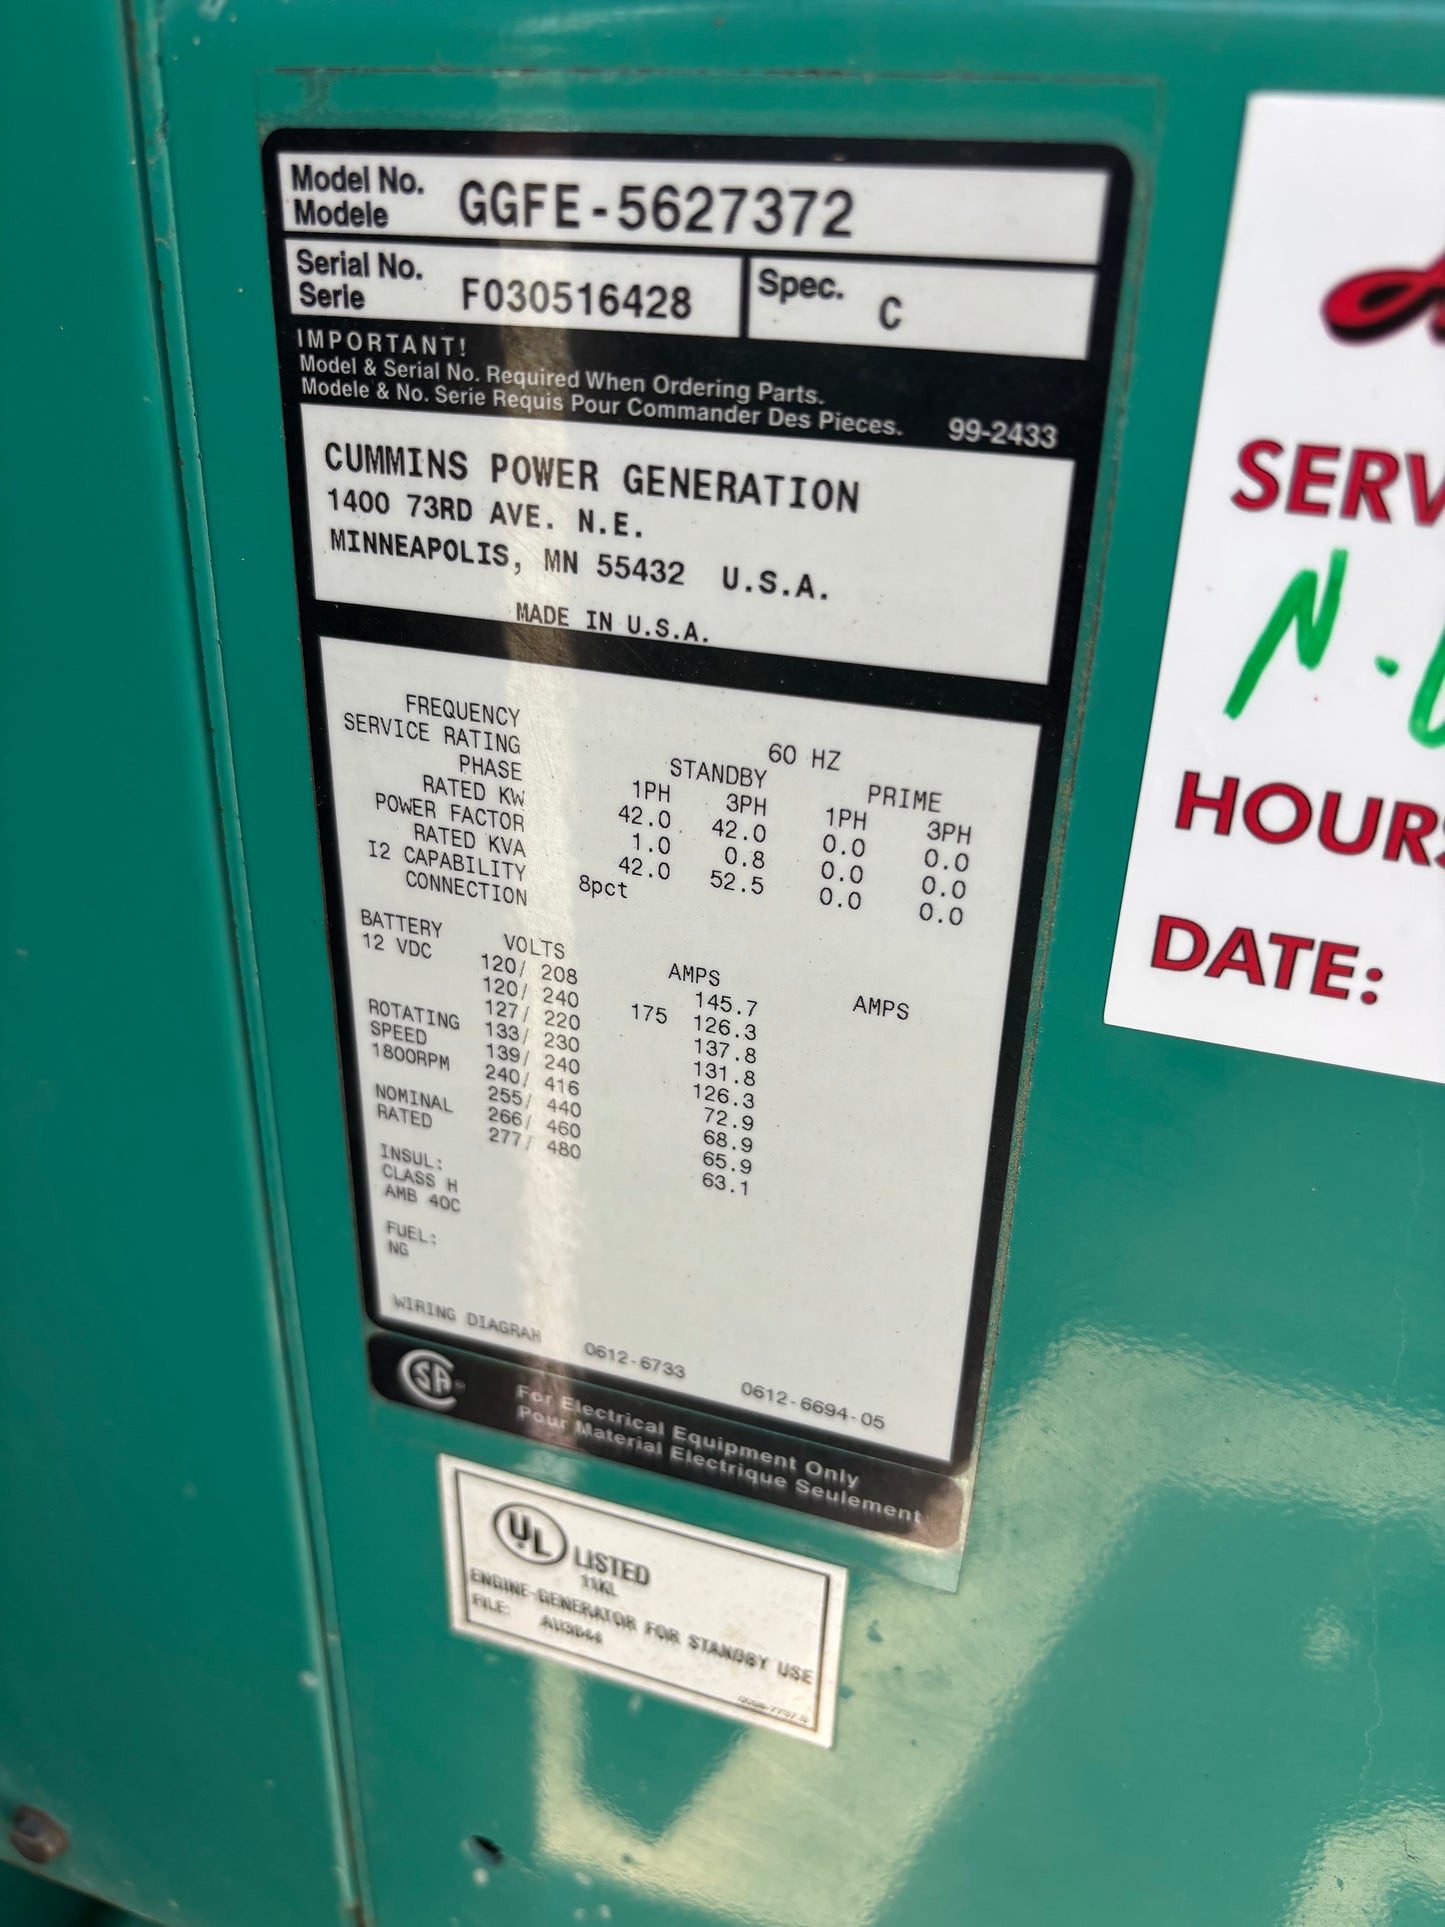 Model No. GGFE-5627372
Modele
Serial No. F030516428
Serie
Spec. C
IMPORTANT!
Model & Serial No. Required When Ordering Parts.
Modele & No. Serie Requis Pour Commander Des Pieces. 99-2433
CUMMINS POWER GENERATION
1400 73RD AVE. N.E.
MINNEAPOLIS, MN 55432 U.S.A.
MADE IN U.S.A.
FREQUENCY 60 HZ
SERVICE RATING STANDBY PRIME
PHASE 1PH 3PH 1PH 3PH
RATED KW 42.0 42.0 0.0 0.0
POWER FACTOR 1.0 0.8 0.0 0.0
RATED KVA 42.0 52.5 0.0 0.0
I2 CAPABILITY 8pct
CONNECTION
BATTERY VOLTS AMPS AMPS
12 VDC 120/ 208 145.7
120/ 240 175 126.3
ROTATING 127/ 220 137.8
SPEED 133/ 230 131.8
1800RPM 139/ 240 126.3
240/ 416 72.9
NOMINAL 255/ 440 68.9
RATED 266/ 460 65.9
277/ 480 63.1
INSUL:
CLASS H
AMB 40C
FUEL:
NG
WIRING DIAGRAM 0612-6733 0612-6694-05
SA
For Electrical Equipment Only
Pour Material Electrique Seulement
UL LISTED
11KL
ENGINE-GENERATOR FOR STANDBY USE
FILE:
SERV
N.
HOURS
DATE: